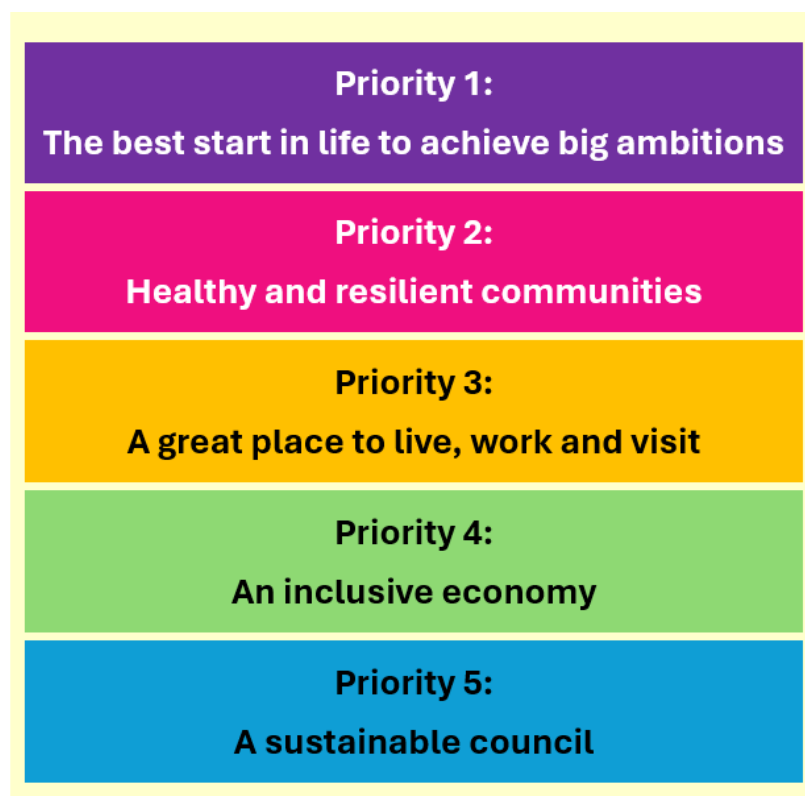 Priority 1:
The best start in life to achieve big ambitions
Priority 2:
Healthy and resilient communities
Priority 3:
A great place to live, work and visit
Priority 4:
An inclusive economy
Priority 5:
A sustainable council